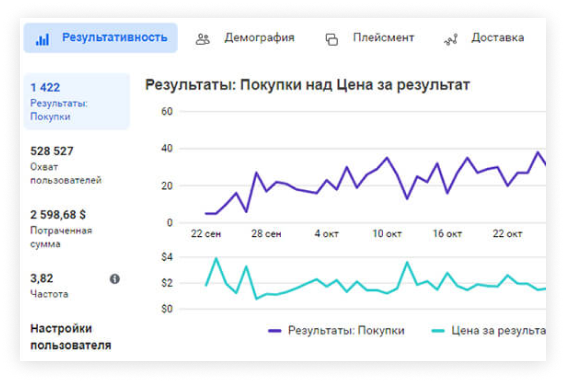 Результативность
Демография
Плейсмент
Доставка
1 422
Результаты:
Покупки
528 527
Охват
пользователей
2 598,68 $
Потраченная
сумма
3,82
Частота
Настройки
пользователя
Результаты: Покупки над Цена за результат
60
40
20
0
22 сен
28 сен
4 окт
10 окт
16 окт
22 окт
$4
$2
$0
Результаты: Покупки
Цена за результа